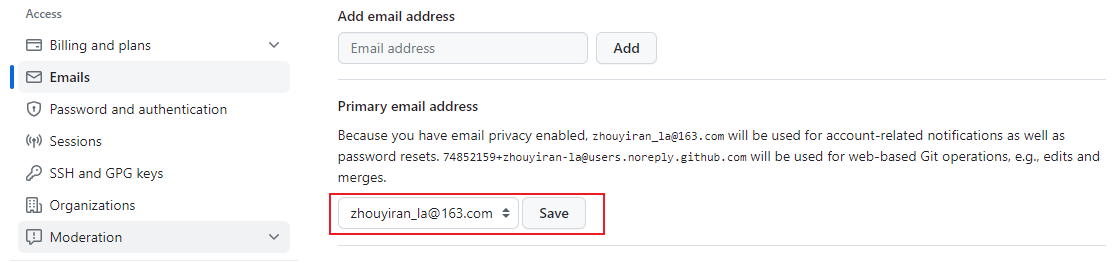 Access
Billing and plans
Emails
Password and authentication
Sessions
SSH and GPG keys
Organizations
Moderation
Add email address
Email address
Add
Primary email address
Because you have email privacy enabled, zhouyiran_la@163.com will be used for account-related notifications as well as
password resets. 74852159+zhouyiran-la@users.noreply.github.com will be used for web-based Git operations, e.g., edits and
merges.
zhouyiran_la@163.com
Save